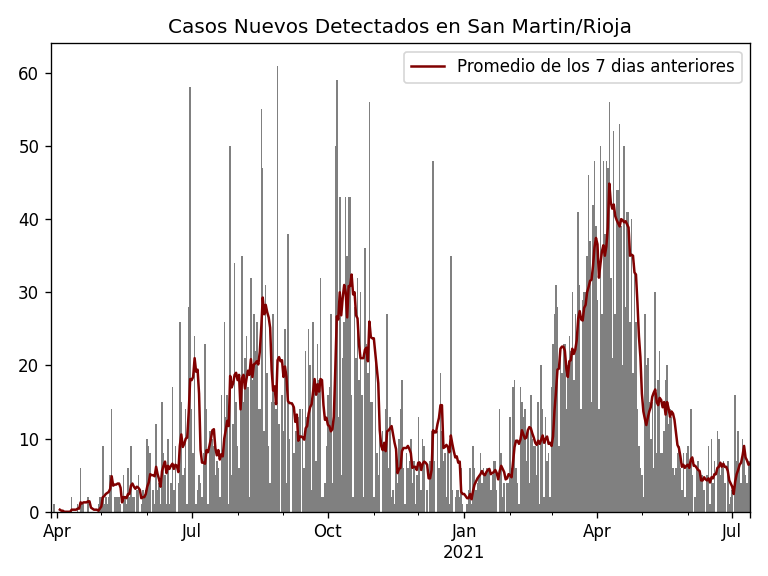 Casos Nuevos Detectados en San Martin/Rioja
Promedio de los 7 dias anteriores
60
50
40
30
20
10
0
Apr Jul Oct Jan Apr Jul
2021